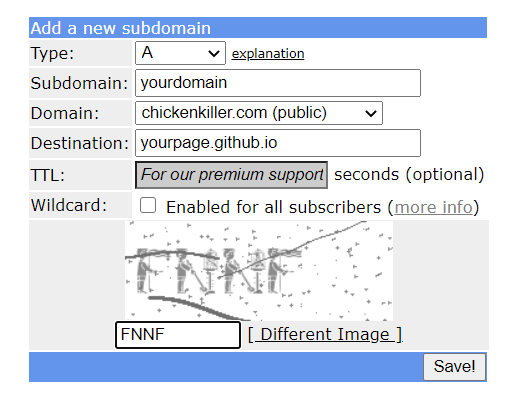 Add a new subdomain
Type: A explanation
Subdomain: yourdomain
Domain: chickenkiller.com (public)
Destination: yourpage.github.io
TTL: For our premium support seconds (optional)
Wildcard: Enabled for all subscribers (more info)
FNNF [ Different Image ]
Save!